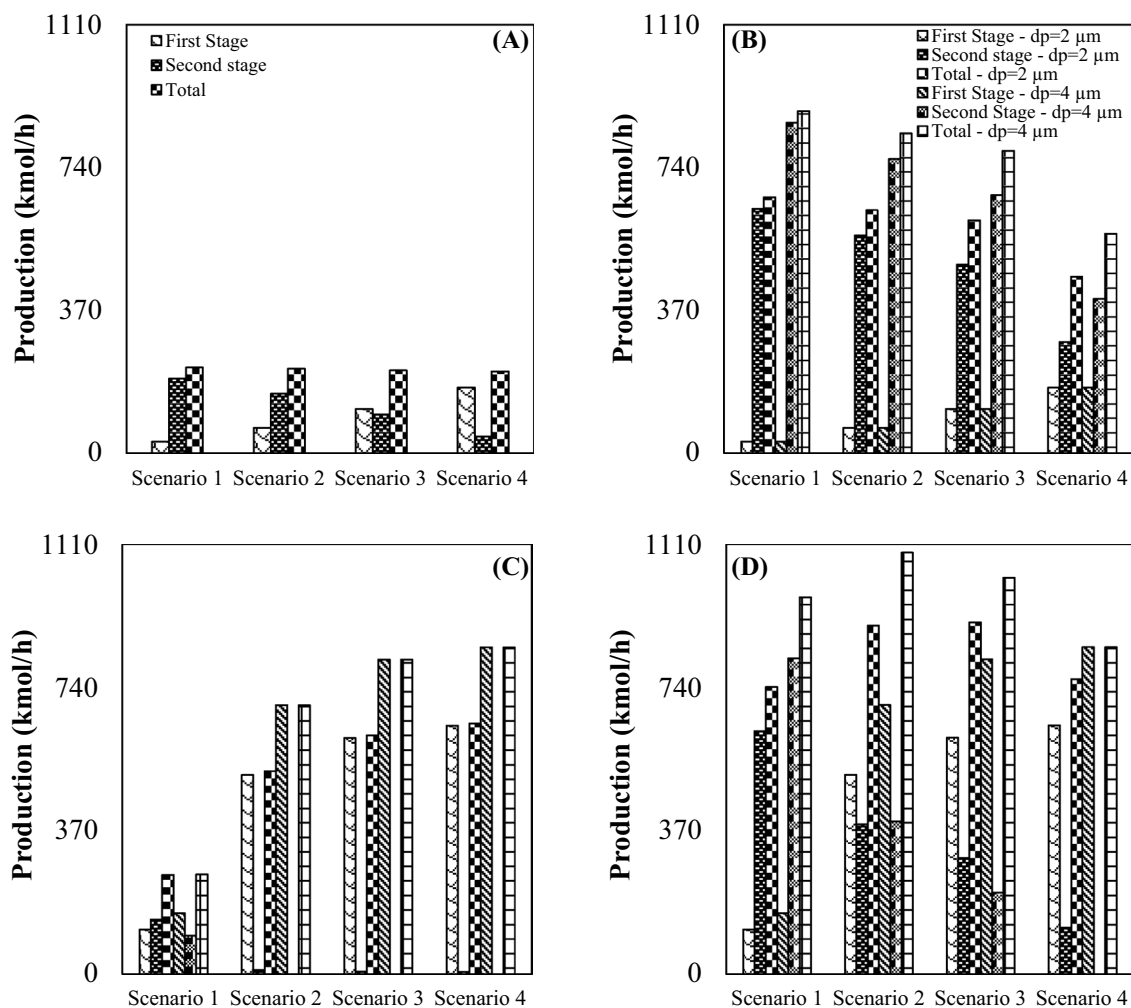 1110
(A)
First Stage
Second stage
Total
740
370
0
Production (kmol/h)
Scenario 1 Scenario 2 Scenario 3 Scenario 4
1110
(B)
First Stage - dp=2 µm
Second stage - dp=2 µm
Total - dp=2 µm
First Stage - dp=4 µm
Second Stage - dp=4 µm
Total - dp=4 µm
740
370
0
Production (kmol/h)
Scenario 1 Scenario 2 Scenario 3 Scenario 4
1110
(C)
740
370
0
Production (kmol/h)
Scenario 1 Scenario 2 Scenario 3 Scenario 4
1110
(D)
740
370
0
Production (kmol/h)
Scenario 1 Scenario 2 Scenario 3 Scenario 4